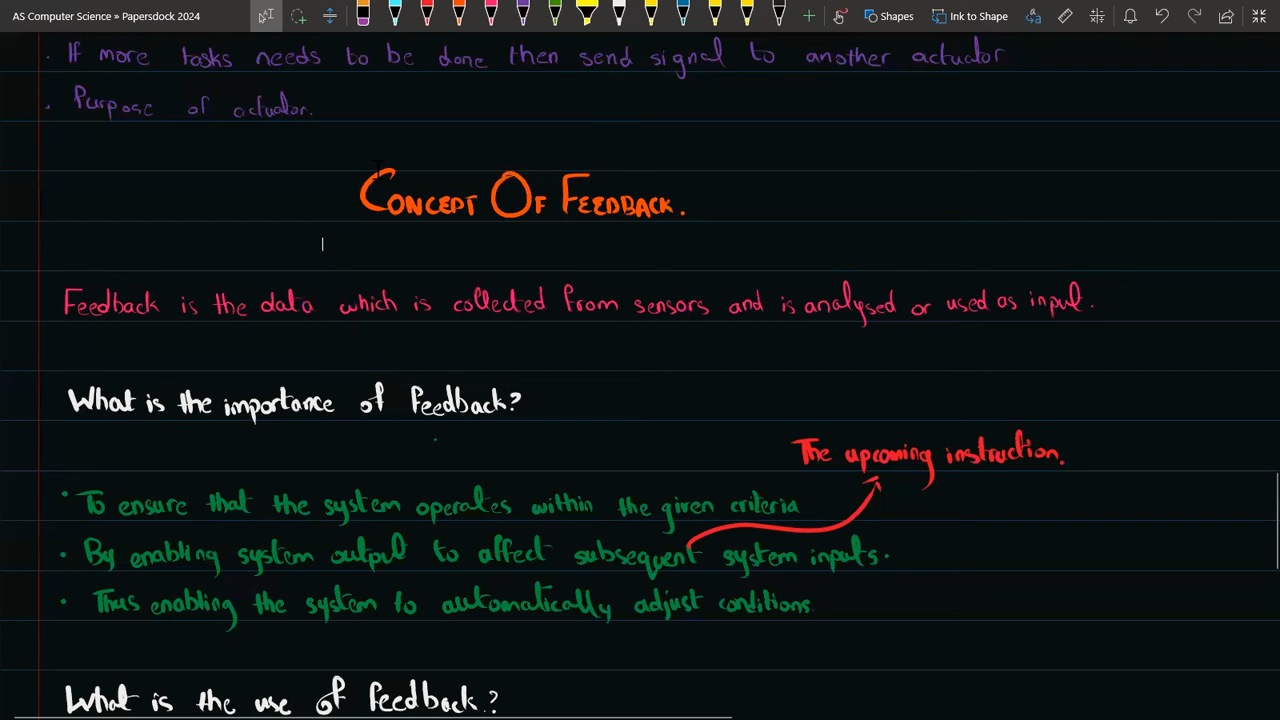 AS Computer Science » Papersdock 2024
Shapes
Ink to Shape
. If more tasks needs to be done then send signal to another actuator
. Purpose of actuator.
CONCEPT OF FEEDBACK.
Feedback is the data which is collected from sensors and is analysed or used as input.
What is the importance of feedback?
The upcoming instruction.
. To ensure that the system operates within the given criteria
. By enabling system output to affect subsequent system inputs.
. Thus enabling the system to automatically adjust conditions.
What is the use of feedback?